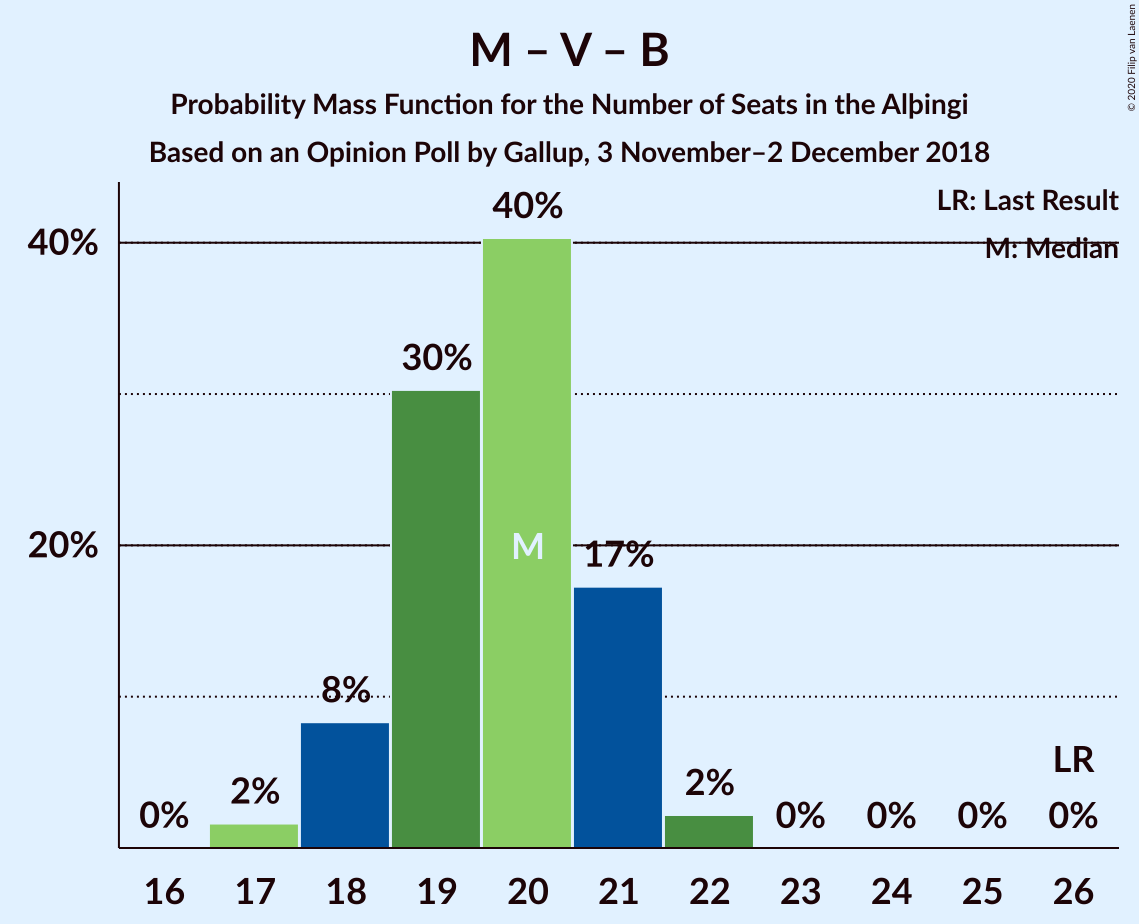 M – V – B
Probability Mass Function for the Number of Seats in the Alþingi
Based on an Opinion Poll by Gallup, 3 November–2 December 2018
© 2020 Filip van Laenen
LR: Last Result
M: Median
40%
20%
0%
2%
8%
30%
40%
M
17%
2%
0%
0%
0%
LR
0%
16 17 18 19 20 21 22 23 24 25 26